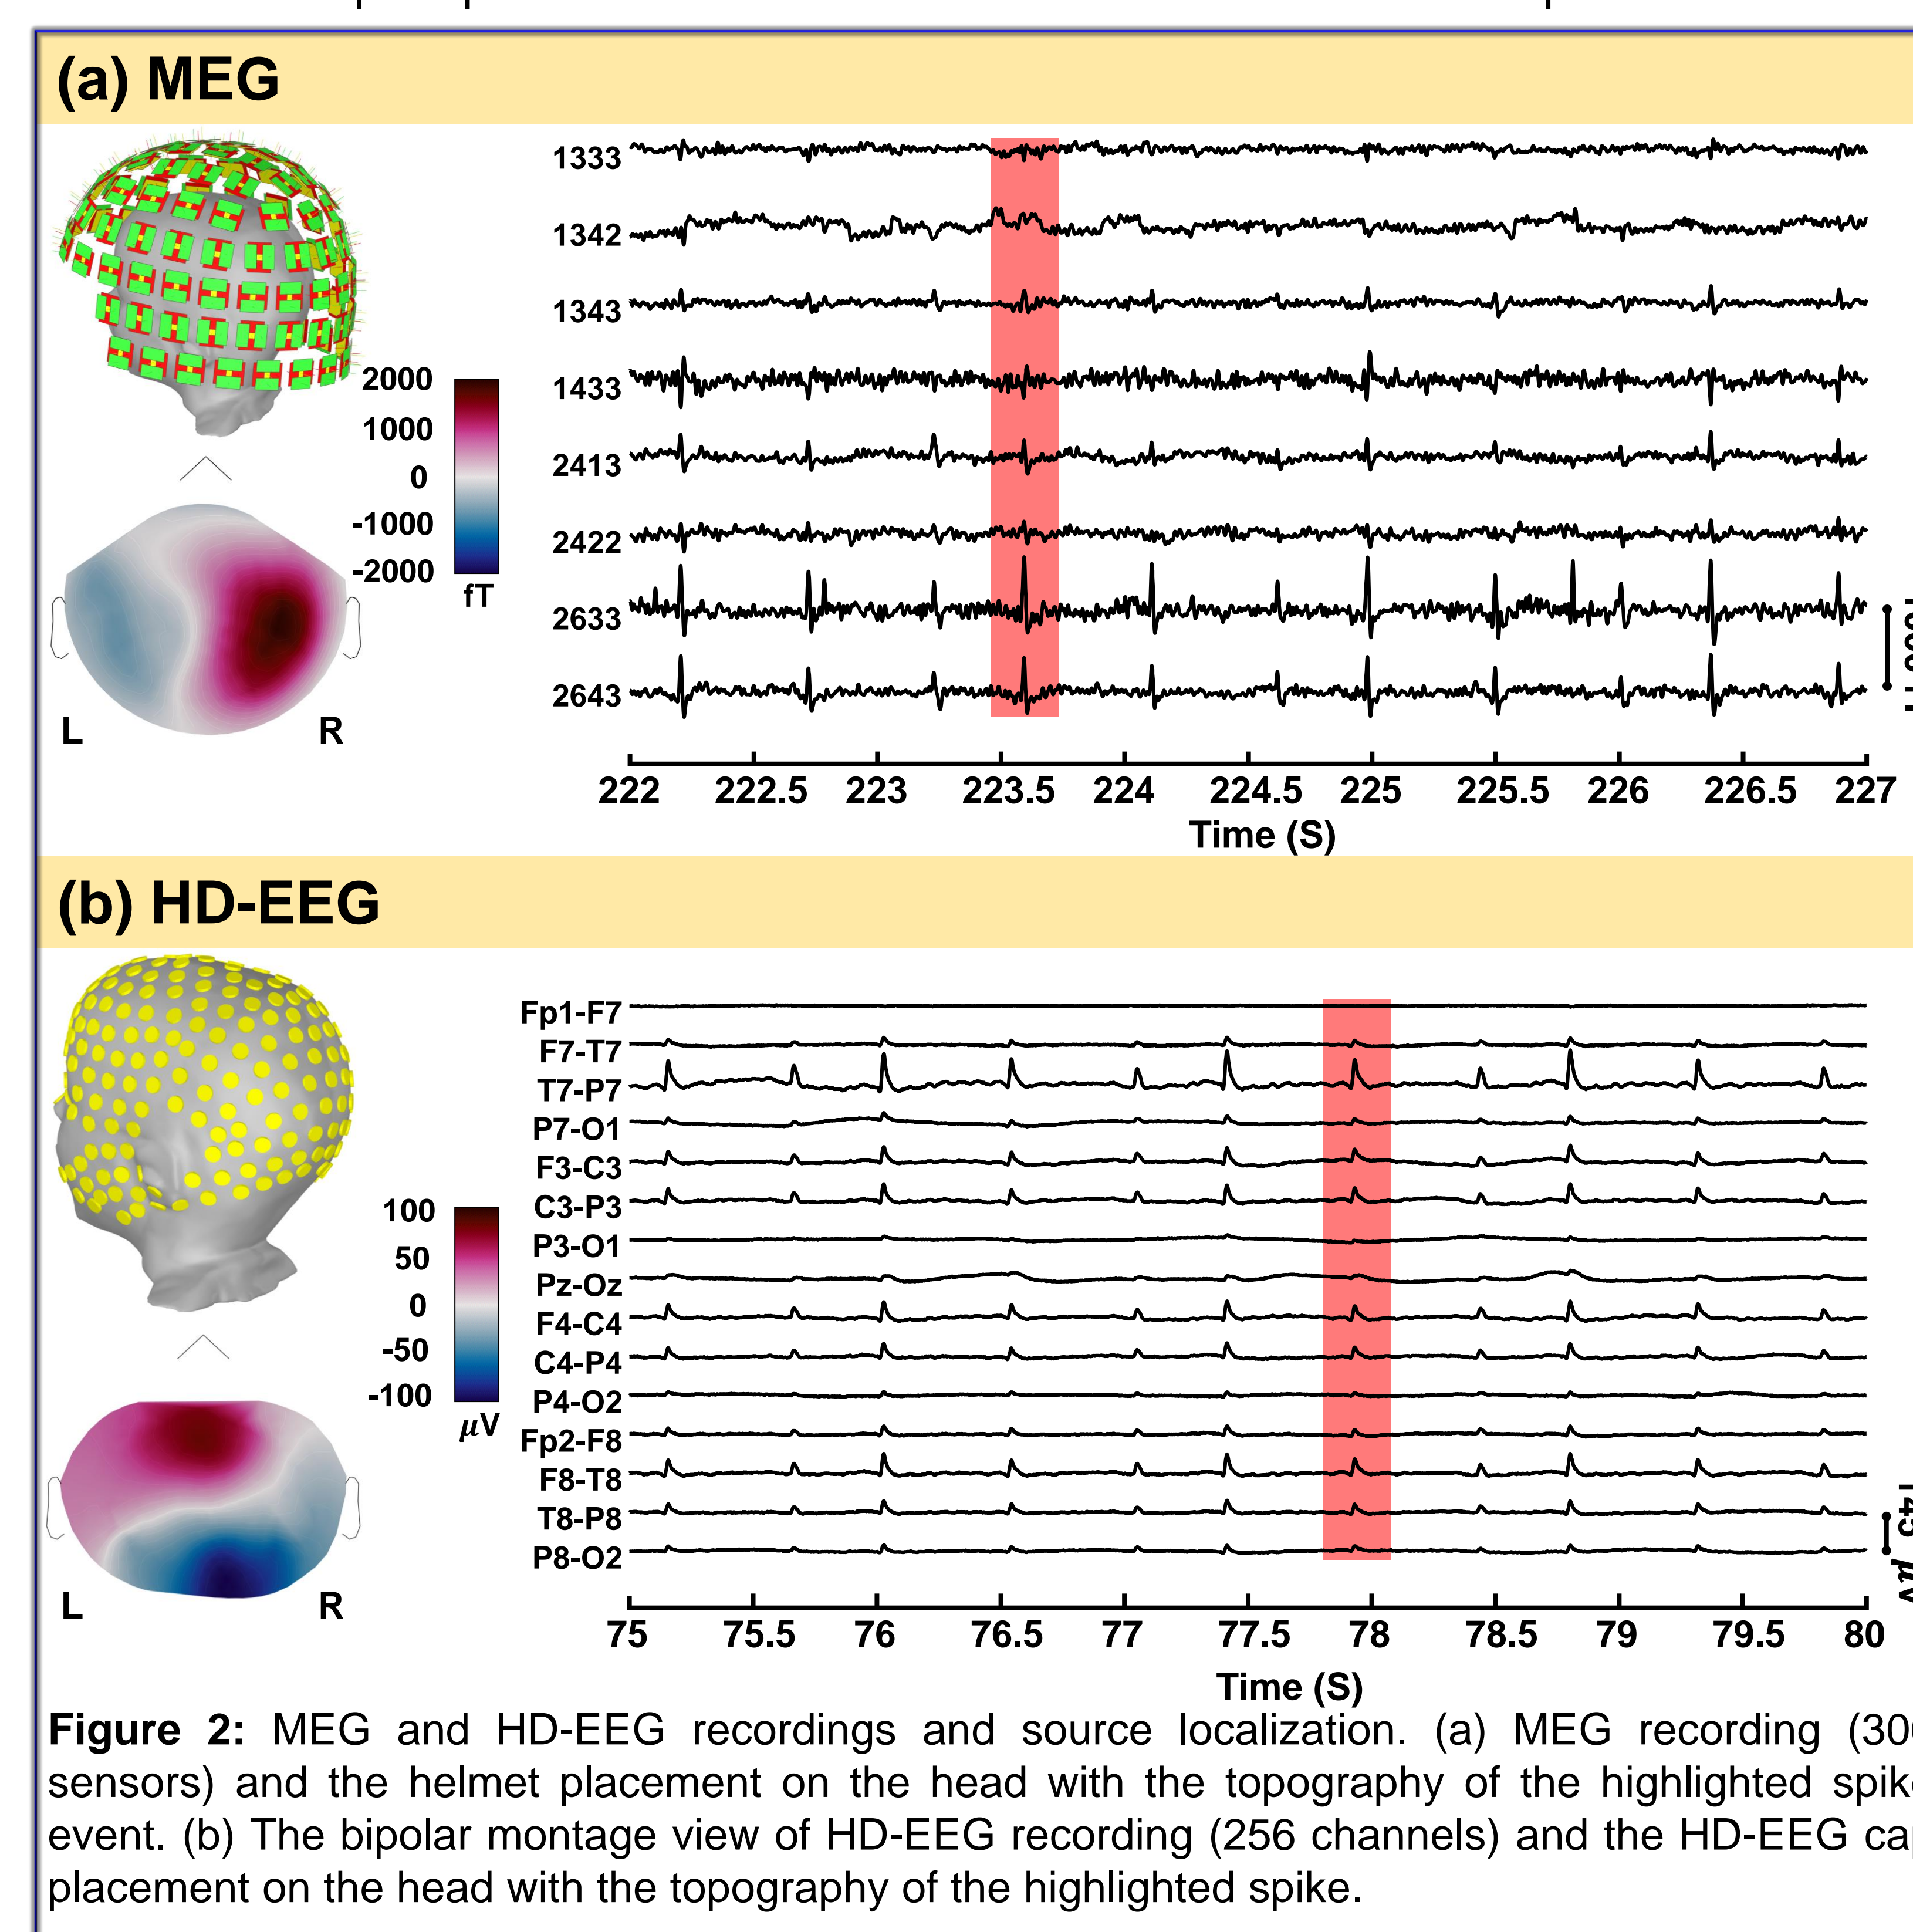 (a) MEG
1333
1342
1343
1433
2413
2422
2633
2643
2000
1000
0
-1000
-2000
fT
L R
222 222.5 223 223.5 224 224.5 225 225.5 226 226.5 227
Time (S)
(b) HD-EEG
Fp1-F7
F7-T7
T7-P7
P7-O1
F3-C3
C3-P3
P3-O1
Pz-Oz
F4-C4
C4-P4
P4-O2
Fp2-F8
F8-T8
T8-P8
P8-O2
100
50
0
-50
-100
μV
L R
145 μV
75 75.5 76 76.5 77 77.5 78 78.5 79 79.5 80
Time (S)
Figure 2: MEG and HD-EEG recordings and source localization. (a) MEG recording
sensors) and the helmet placement on the head with the topography of the highlighted
event. (b) The bipolar montage view of HD-EEG recording (256 channels) and the HD-EEG
placement on the head with the topography of the highlighted spike.